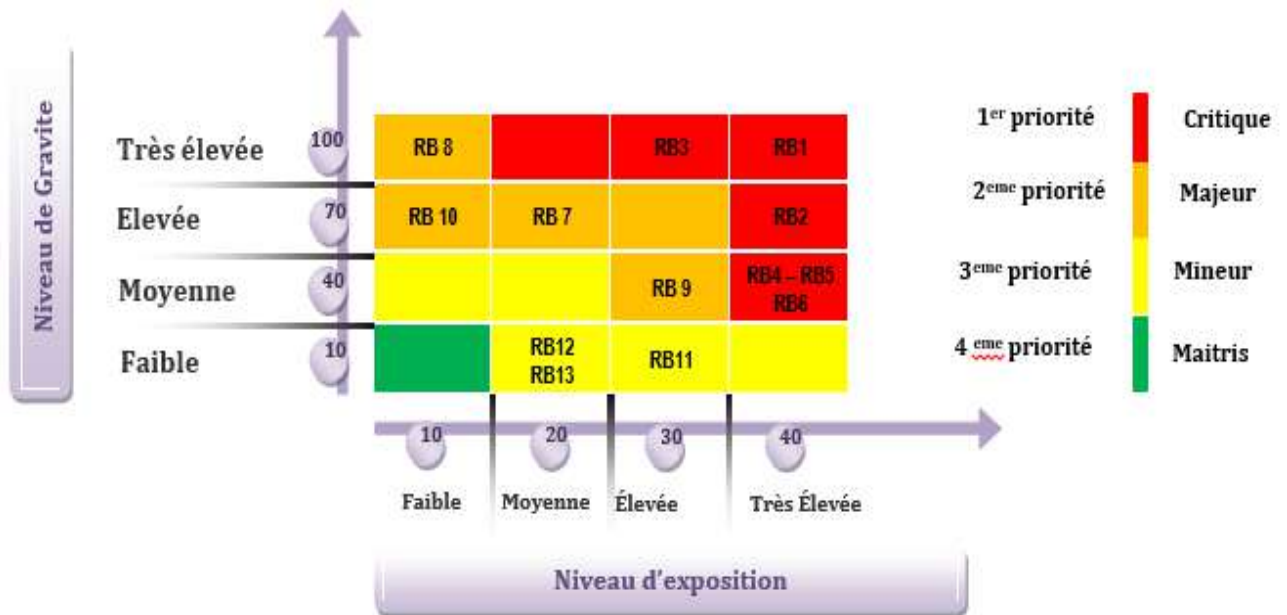 Niveau de Gravite
Très élevée
100
RB 8
RB3
RB1
Elevée
70
RB 10
RB 7
RB2
Moyenne
40
RB 9
RB4 – RB5
RB6
Faible
10
RB12
RB13
RB11
10
20
30
40
Faible
Moyenne
Élevée
Très Élevée
Niveau d’exposition
1er priorité
Critique
2eme priorité
Majeur
3eme priorité
Mineur
4 eme priorité
Maitris